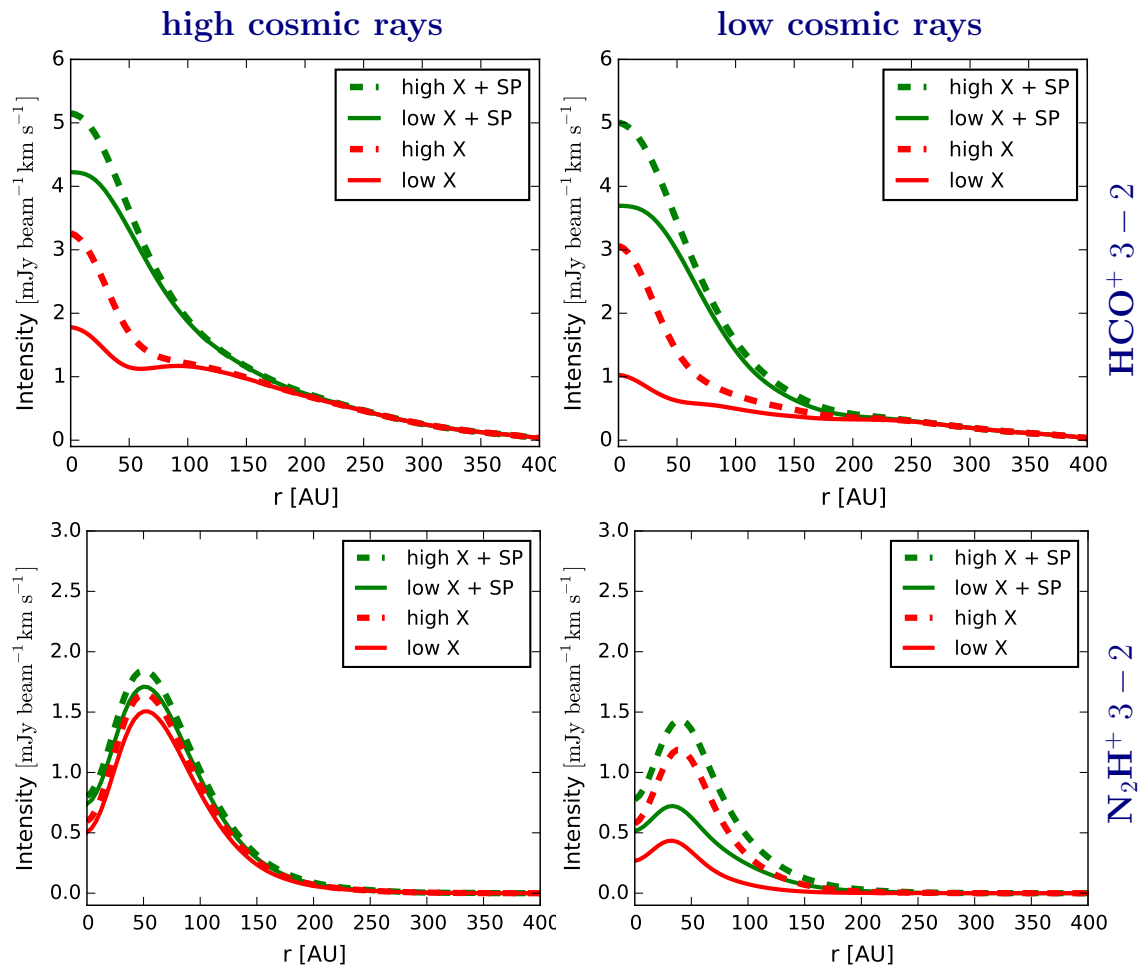 high cosmic rays
low cosmic rays
6
5
4
3
2
1
0
Intensity [mJy beam⁻¹ km s⁻¹]
high X + SP
low X + SP
high X
low X
0 50 100 150 200 250 300 350 400
r [AU]
6
5
4
3
2
1
0
Intensity [mJy beam⁻¹ km s⁻¹]
high X + SP
low X + SP
high X
low X
0 50 100 150 200 250 300 350 400
r [AU]
HCO⁺ 3 − 2
3.0
2.5
2.0
1.5
1.0
0.5
0.0
Intensity [mJy beam⁻¹ km s⁻¹]
high X + SP
low X + SP
high X
low X
0 50 100 150 200 250 300 350 400
r [AU]
3.0
2.5
2.0
1.5
1.0
0.5
0.0
Intensity [mJy beam⁻¹ km s⁻¹]
high X + SP
low X + SP
high X
low X
0 50 100 150 200 250 300 350 400
r [AU]
N₂H⁺ 3 − 2